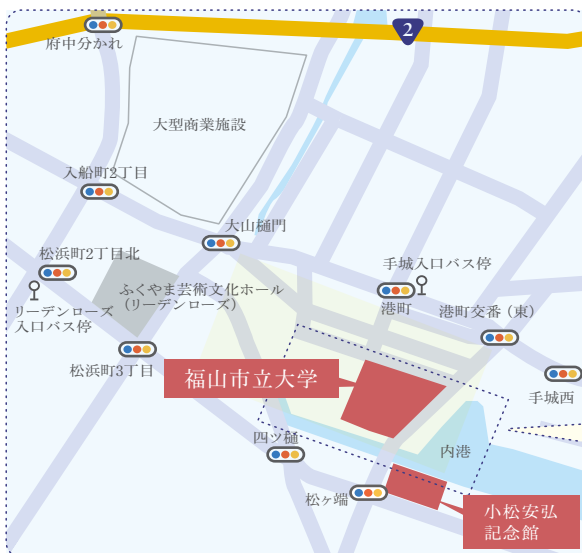 2
府中分かれ
大型商業施設
入船町2丁目
大山樋門
松浜町2丁目北
手城入口バス停
リーデンローズ
入口バス停
ふくやま芸術文化ホール
（リーデンローズ）
港町
港町交番（東）
松浜町3丁目
福山市立大学
手城西
四ツ樋
内港
松ヶ端
小松安弘
記念館